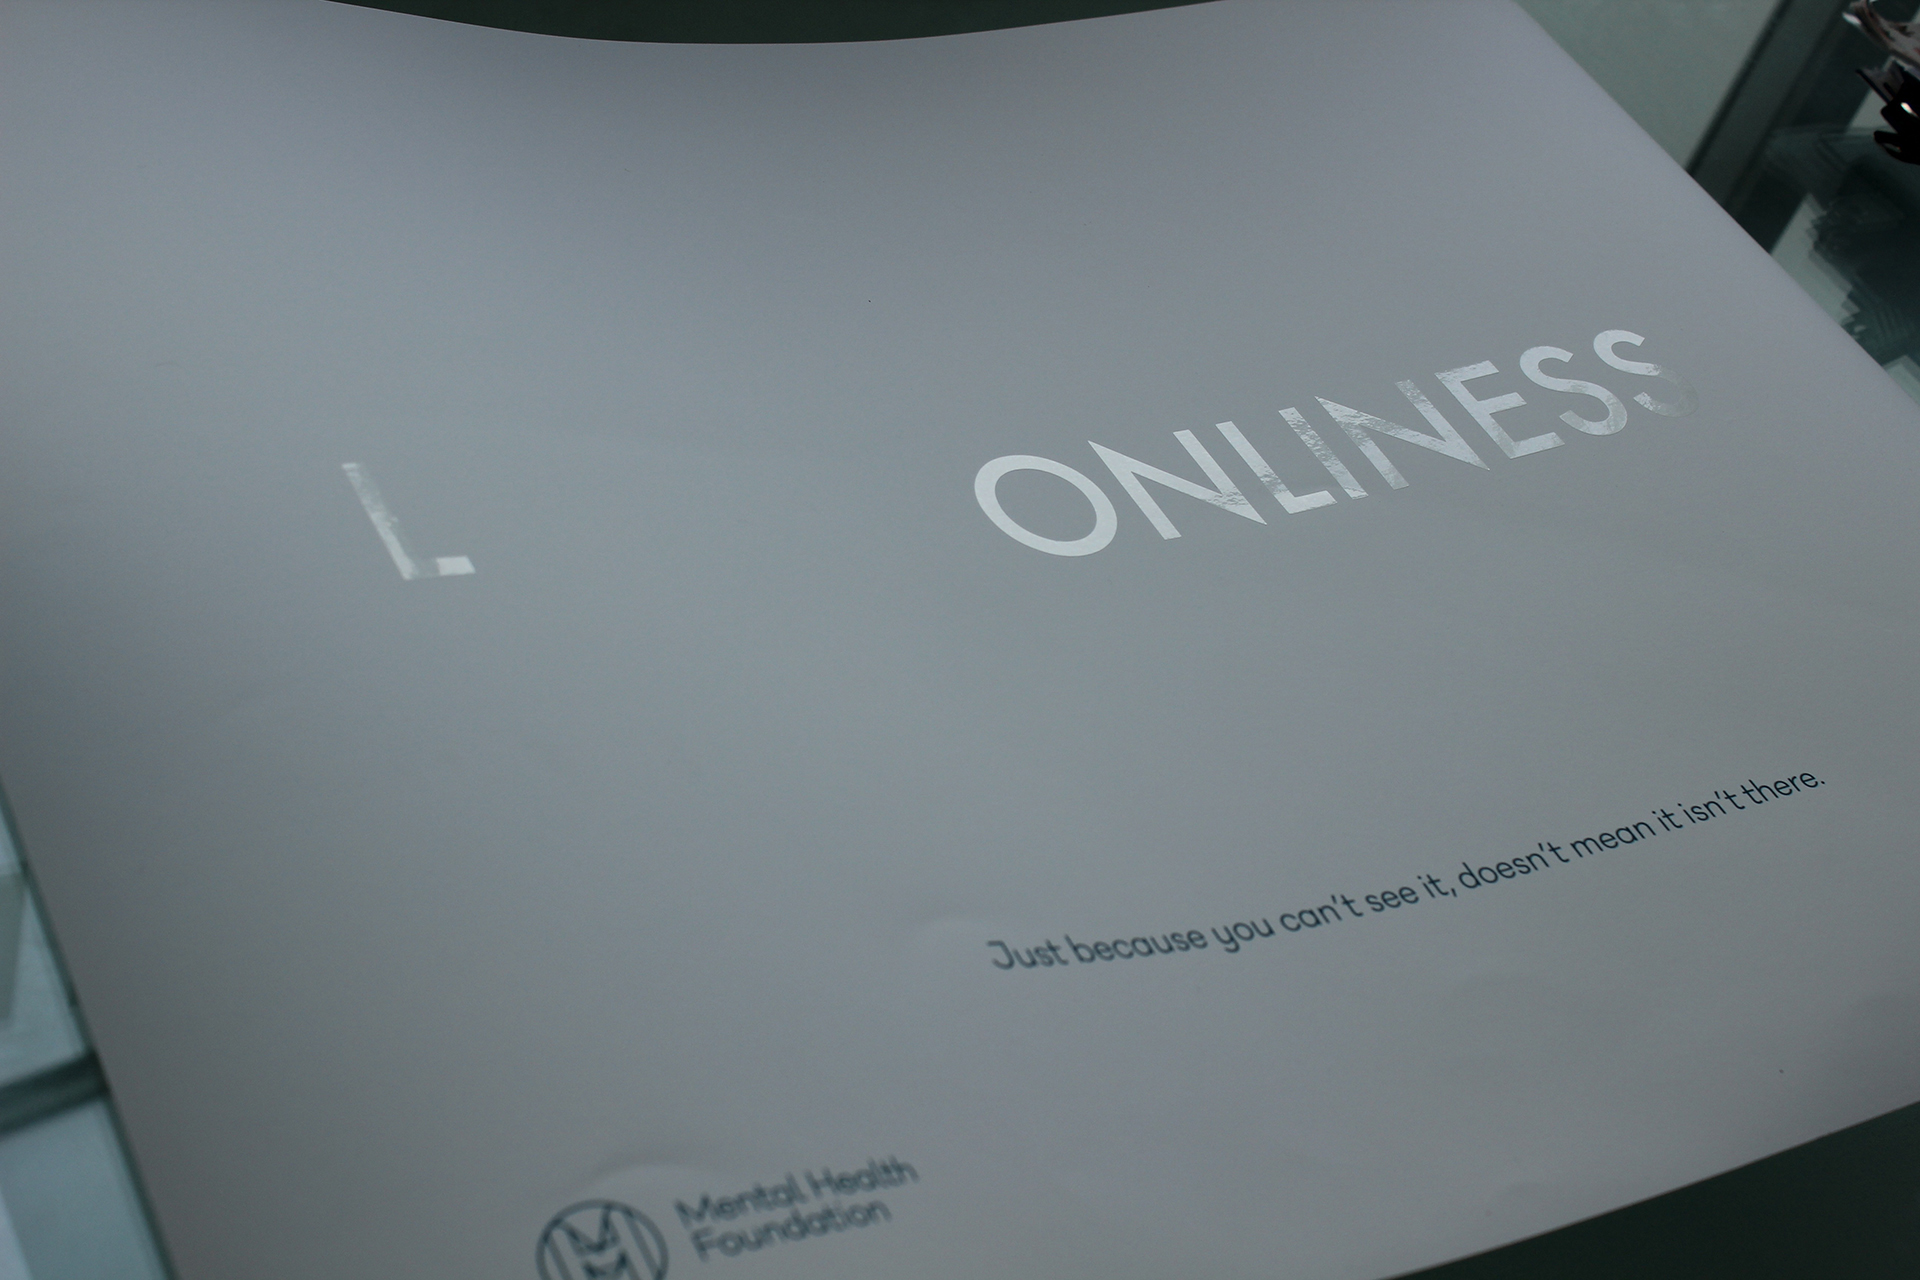 L ONLINESS
Just because you can't see it, doesn't mean it isn't there.
Mental Health
Foundation